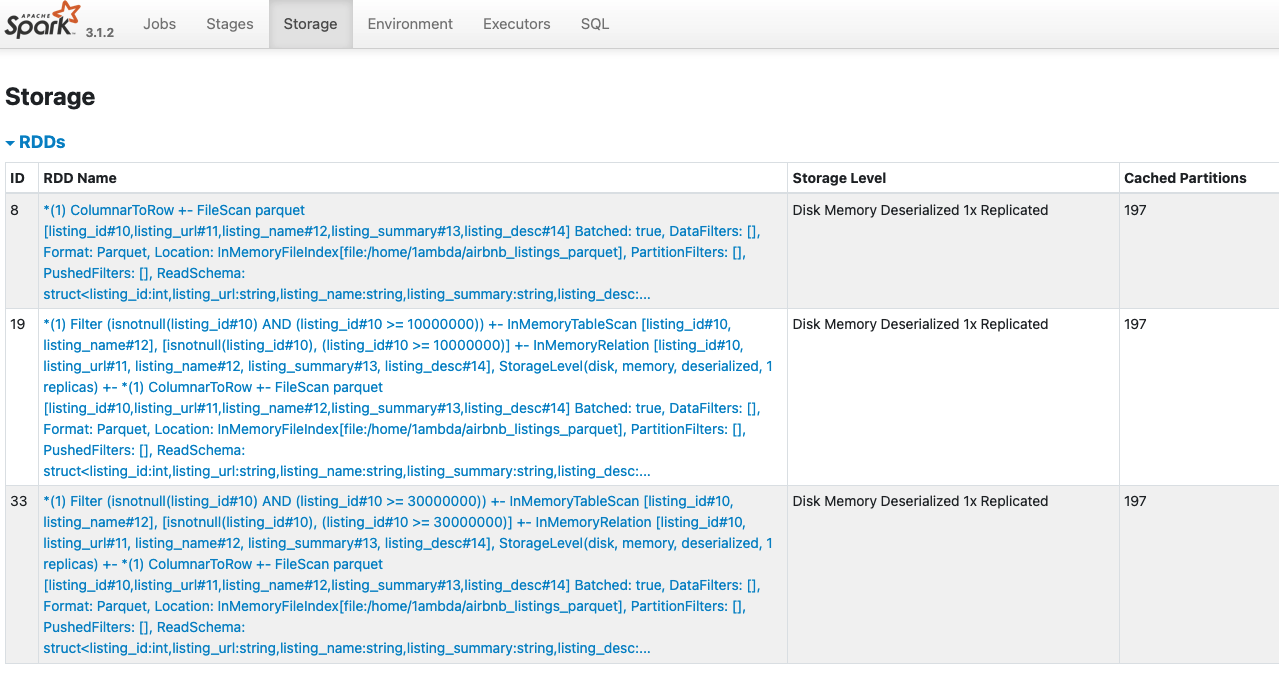 APACHE
Spark 3.1.2 Jobs Stages Storage Environment Executors SQL
Storage
RDDs
ID RDD Name Storage Level Cached Partitions
8 *(1) ColumnarToRow +- FileScan parquet Disk Memory Deserialized 1x Replicated 197
[listing_id#10,listing_url#11,listing_name#12,listing_summary#13,listing_desc#14] Batched: true, DataFilters: [],
Format: Parquet, Location: InMemoryFileIndex[file:/home/1ambda/airbnb_listings_parquet], PartitionFilters: [],
PushedFilters: [], ReadSchema:
struct<listing_id:int,listing_url:string,listing_name:string,listing_summary:string,listing_desc:...
19 *(1) Filter (isnotnull(listing_id#10) AND (listing_id#10 >= 10000000)) +- InMemoryTableScan [listing_id#10, Disk Memory Deserialized 1x Replicated 197
listing_name#12], [isnotnull(listing_id#10), (listing_id#10 >= 10000000)] +- InMemoryRelation [listing_id#10,
listing_url#11, listing_name#12, listing_summary#13, listing_desc#14], StorageLevel(disk, memory, deserialized, 1
replicas) +- *(1) ColumnarToRow +- FileScan parquet
[listing_id#10,listing_url#11,listing_name#12,listing_summary#13,listing_desc#14] Batched: true, DataFilters: [],
Format: Parquet, Location: InMemoryFileIndex[file:/home/1ambda/airbnb_listings_parquet], PartitionFilters: [],
PushedFilters: [], ReadSchema:
struct<listing_id:int,listing_url:string,listing_name:string,listing_summary:string,listing_desc:...
33 *(1) Filter (isnotnull(listing_id#10) AND (listing_id#10 >= 30000000)) +- InMemoryTableScan [listing_id#10, Disk Memory Deserialized 1x Replicated 197
listing_name#12], [isnotnull(listing_id#10), (listing_id#10 >= 30000000)] +- InMemoryRelation [listing_id#10,
listing_url#11, listing_name#12, listing_summary#13, listing_desc#14], StorageLevel(disk, memory, deserialized, 1
replicas) +- *(1) ColumnarToRow +- FileScan parquet
[listing_id#10,listing_url#11,listing_name#12,listing_summary#13,listing_desc#14] Batched: true, DataFilters: [],
Format: Parquet, Location: InMemoryFileIndex[file:/home/1ambda/airbnb_listings_parquet], PartitionFilters: [],
PushedFilters: [], ReadSchema:
struct<listing_id:int,listing_url:string,listing_name:string,listing_summary:string,listing_desc:...